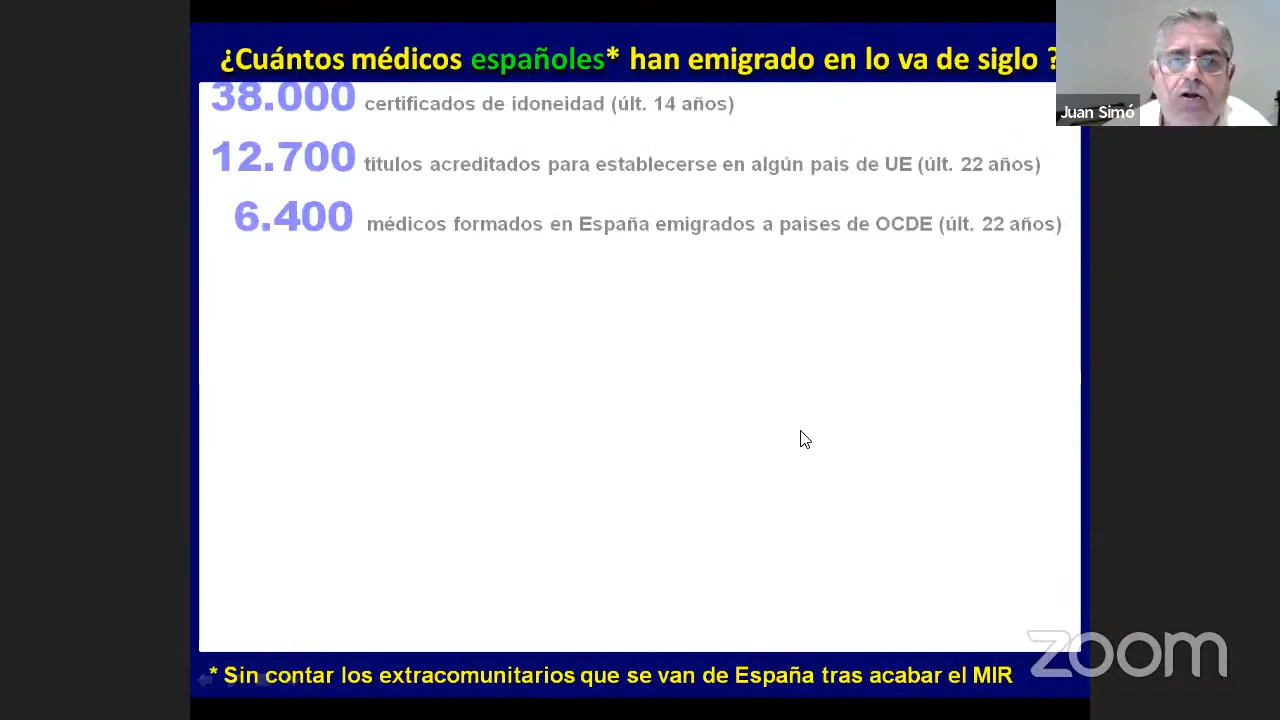 ¿Cuántos médicos españoles* han emigrado en lo va de siglo ?
38.000 certificados de idoneidad (últ. 14 años)
12.700 títulos acreditados para establecerse en algún país de UE (últ. 22 años)
6.400 médicos formados en España emigrados a países de OCDE (últ. 22 años)
* Sin contar los extracomunitarios que se van de España tras acabar el MIR
Juan Simó
zoom